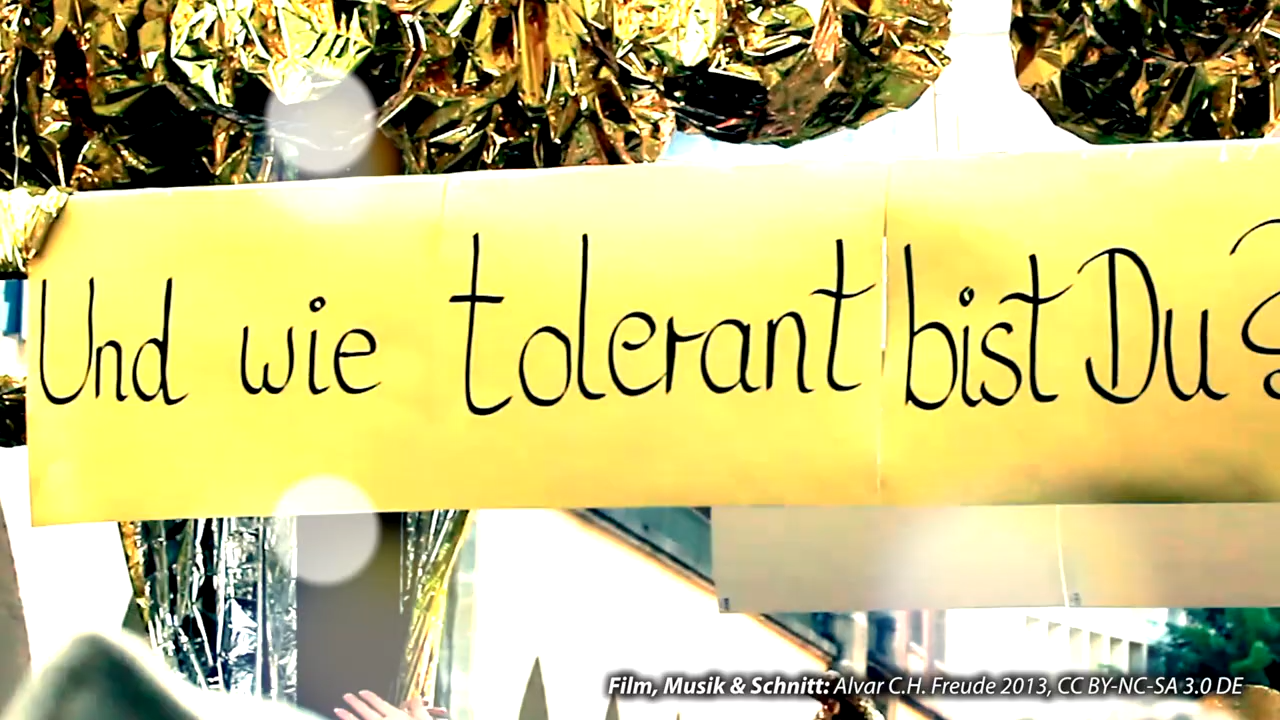 Und wie tolerant bist Du?
Film, Musik & Schnitt: Alvar C.H. Freude 2013, CC BY-NC-SA 3.0 DE